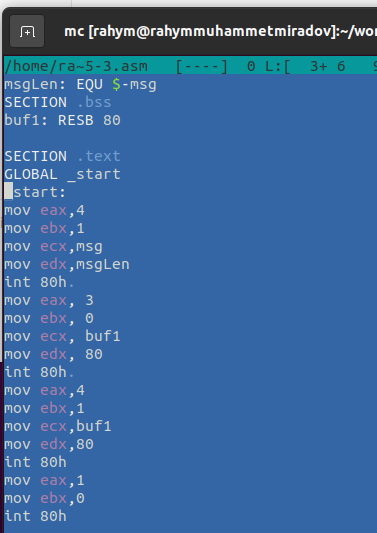 mc [rahym@rahymmuhammetmiradov]:~/wor
/home/ra~5-3.asm [----] 0 L:[ 3+ 6 9
msgLen: EQU $-msg
SECTION .bss
buf1: RESB 80
SECTION .text
GLOBAL _start
_start:
mov eax,4
mov ebx,1
mov ecx,msg
mov edx,msgLen
int 80h.
mov eax, 3
mov ebx, 0
mov ecx, buf1
mov edx, 80
int 80h.
mov eax,4
mov ebx,1
mov ecx,buf1
mov edx,80
int 80h
mov eax,1
mov ebx,0
int 80h